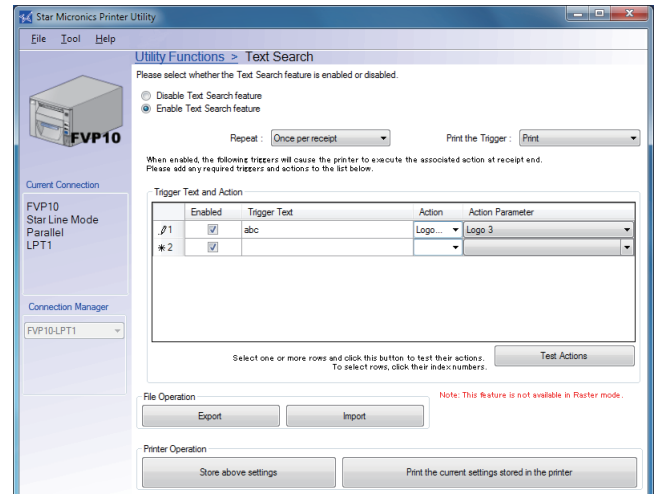 Star Micronics Printer Utility
File Tool Help
Utility Functions > Text Search
Please select whether the Text Search feature is enabled or disabled.
Disable Text Search feature
Enable Text Search feature
FVP10
Repeat : Once per receipt Print the Trigger : Print
When enabled, the following triggers will cause the printer to execute the associated action at receipt end.
Please add any required triggers and actions to the list below.
Current Connection
FVP10
Star Line Mode
Parallel
LPT1
Trigger Text and Action
Enabled Trigger Text Action Action Parameter
1 abc Logo... Logo 3
2
Connection Manager
FVP10-LPT1
Select one or more rows and click this button to test their actions.
To select rows, click their index numbers.
Test Actions
File Operation
Note: This feature is not available in Raster mode.
Export Import
Printer Operation
Store above settings Print the current settings stored in the printer